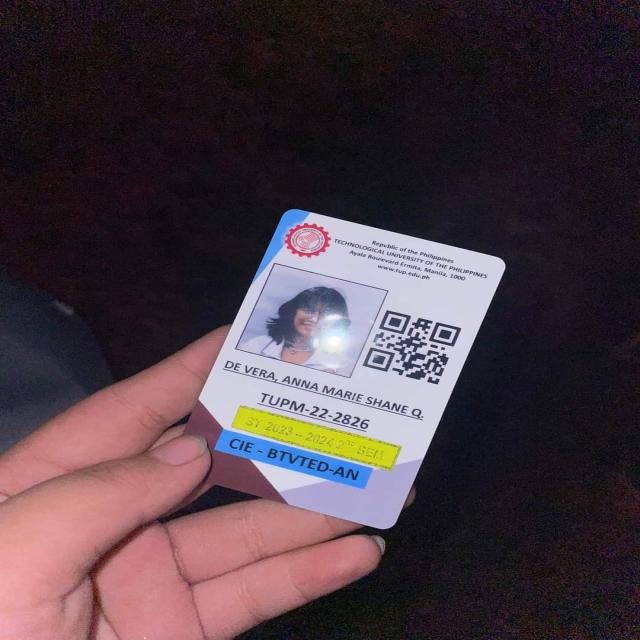 Republic of the Philippines
TECHNOLOGICAL UNIVERSITY OF THE PHILIPPINES
Ayala Boulevard Ermita, Manila, 1000
www.tup.edu.ph
DE VERA, ANNA MARIE SHANE Q.
TUPM-22-2826
SY 2023 - 2024 2ND SEM
CIE - BTVTED-AN